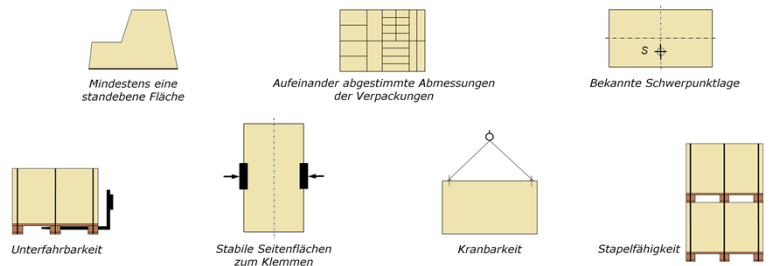 Mindestens eine
standebene Fläche
Aufeinander abgestimmte Abmessungen
der Verpackungen
S
Bekannte Schwerpunktlage
Unterfahrbarkeit
Stabile Seitenflächen
zum Klemmen
Kranbarkeit
Stapelfähigkeit